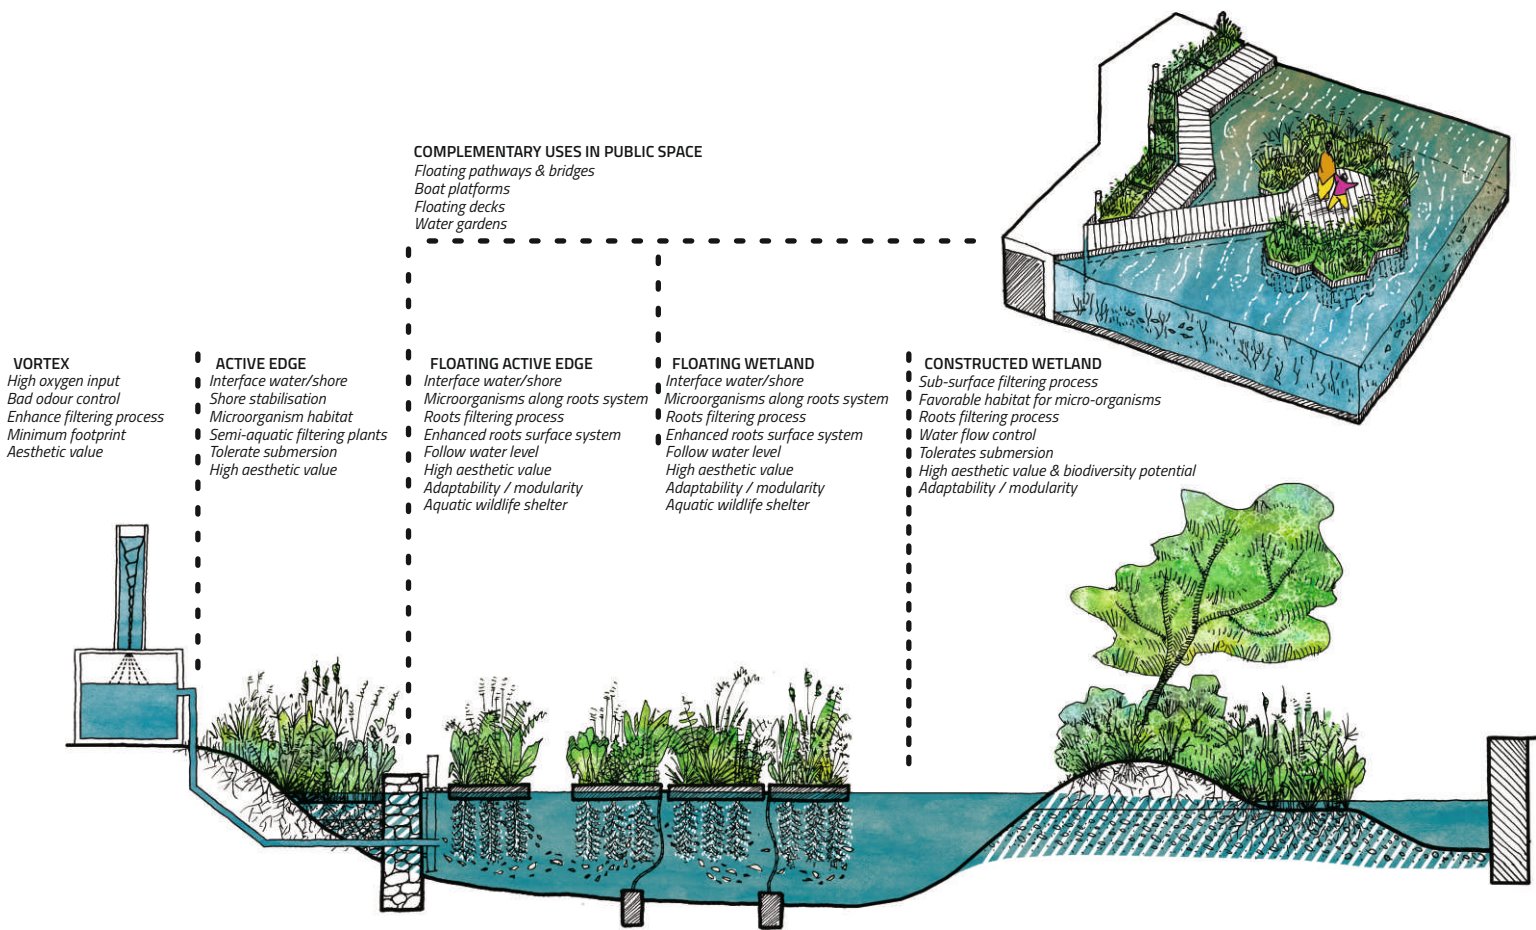 COMPLEMENTARY USES IN PUBLIC SPACE
Floating pathways & bridges
Boat platforms
Floating decks
Water gardens
VORTEX
High oxygen input
Bad odour control
Enhance filtering process
Minimum footprint
Aesthetic value
ACTIVE EDGE
Interface water/shore
Shore stabilisation
Microorganism habitat
Semi-aquatic filtering plants
Tolerate submersion
High aesthetic value
FLOATING ACTIVE EDGE
Interface water/shore
Microorganisms along roots system
Roots filtering process
Enhanced roots surface system
Follow water level
High aesthetic value
Adaptability / modularity
Aquatic wildlife shelter
FLOATING WETLAND
Interface water/shore
Microorganisms along roots system
Roots filtering process
Enhanced roots surface system
Follow water level
High aesthetic value
Adaptability / modularity
Aquatic wildlife shelter
CONSTRUCTED WETLAND
Sub-surface filtering process
Favorable habitat for micro-organisms
Roots filtering process
Water flow control
Tolerates submersion
High aesthetic value & biodiversity potential
Adaptability / modularity